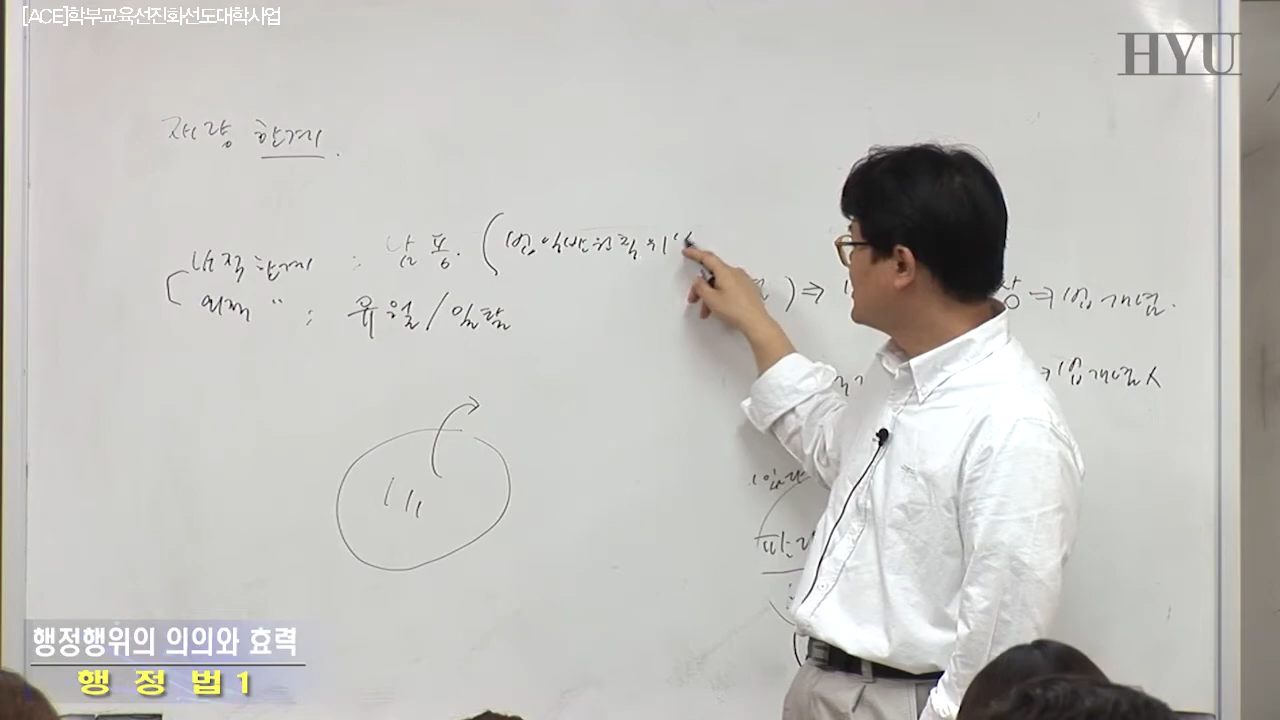 [ACE]학부교육선진화선도대학사업
HYU
재량 한계.
내적 한계 : 남용. (법 일반원칙 위
외적 〃 : 유월/일탈
) ⇒ 상 ⇒ 법개념.
법개념 X
행정행위의 의의와 효력
행정법1